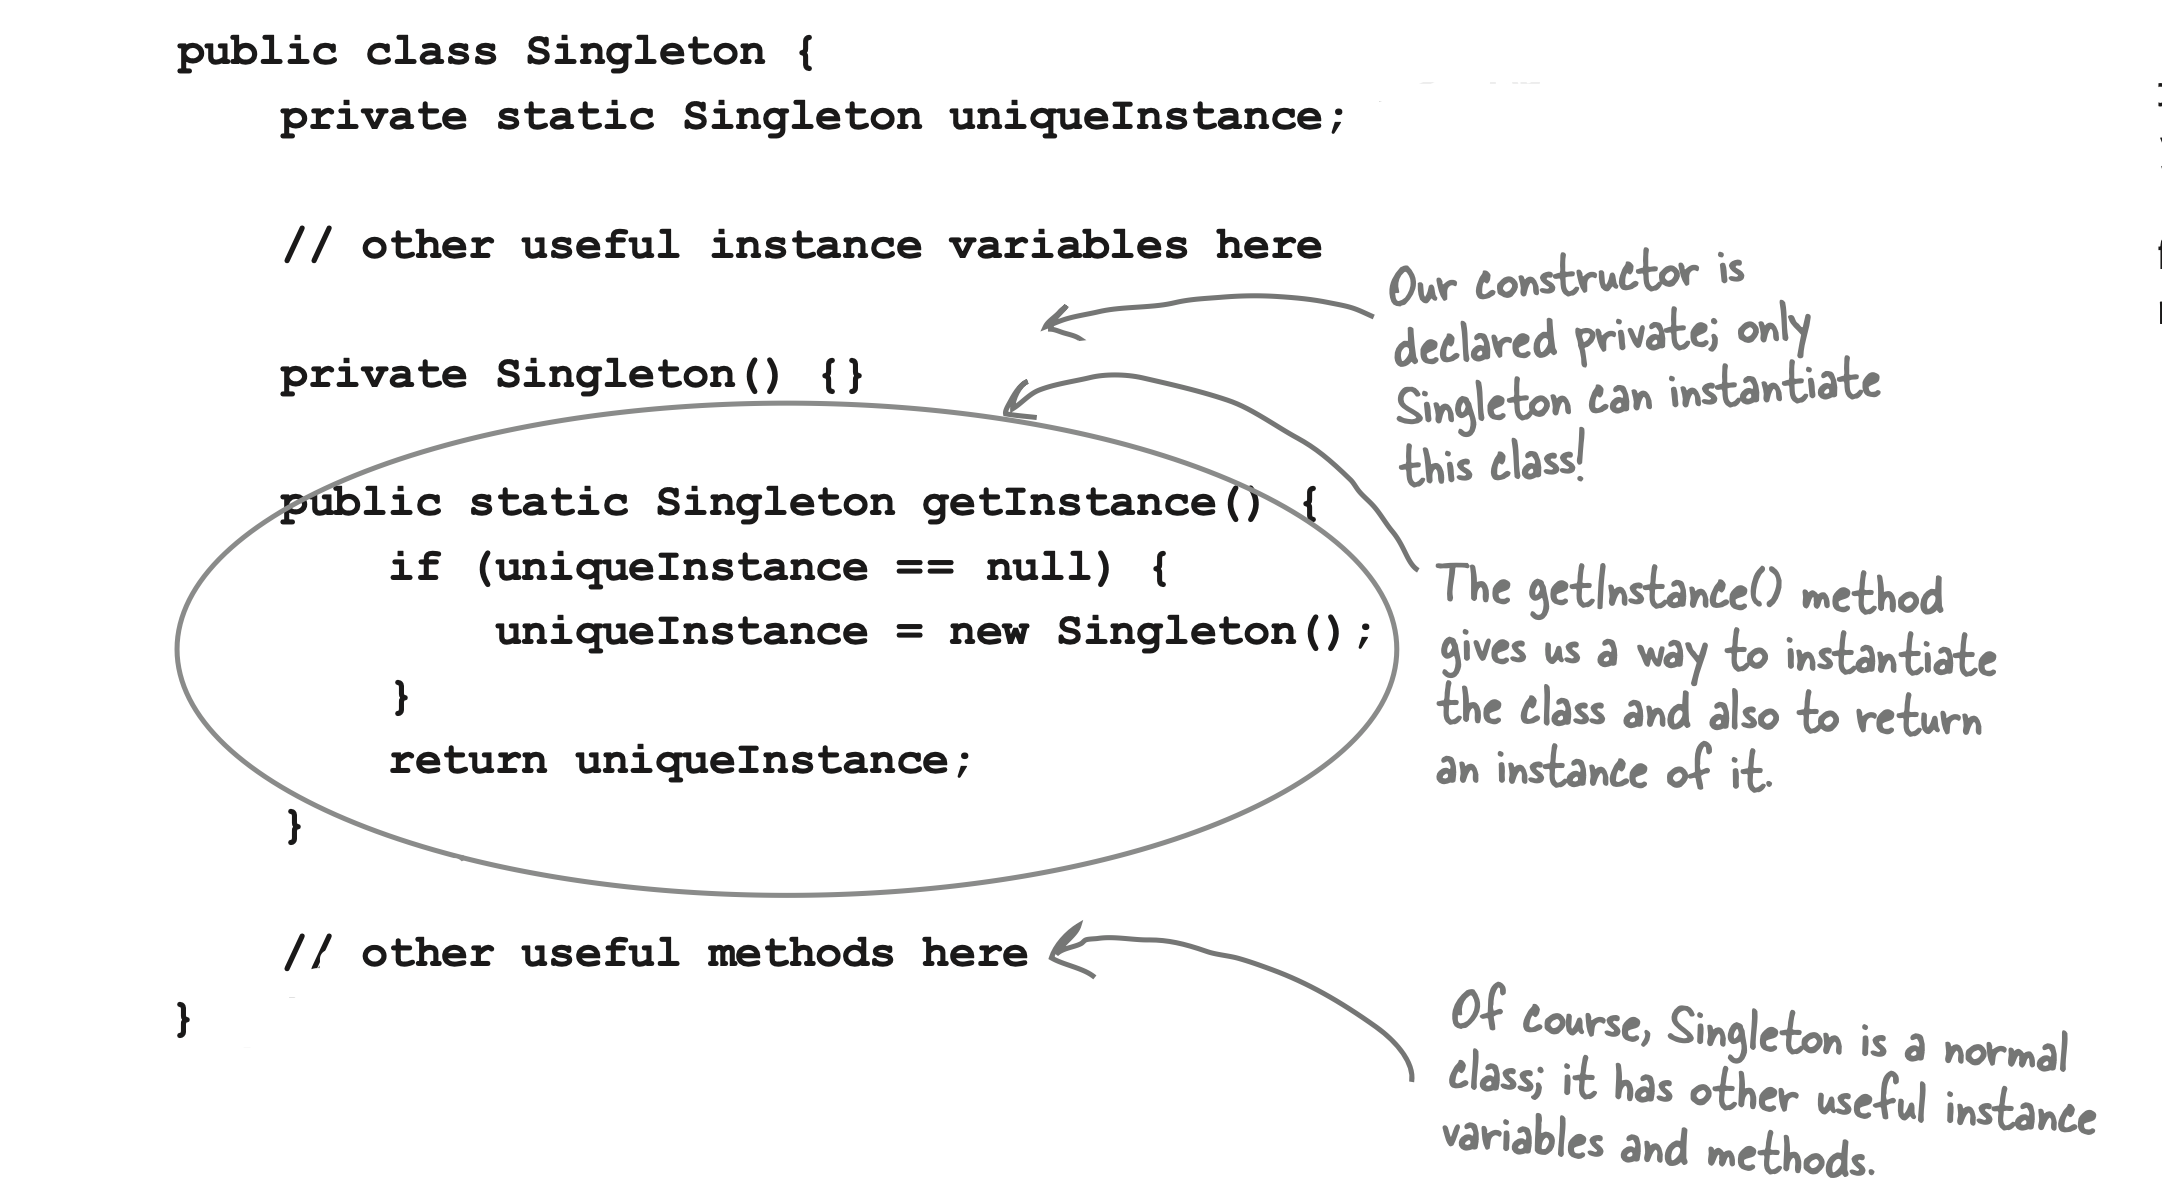 public class Singleton {
private static Singleton uniqueInstance;
// other useful instance variables here
private Singleton() {}
public static Singleton getInstance() {
if (uniqueInstance == null) {
uniqueInstance = new Singleton();
}
return uniqueInstance;
}
// other useful methods here
}
Our constructor is
declared private; only
Singleton can instantiate
this class!
The getInstance() method
gives us a way to instantiate
the class and also to return
an instance of it.
Of course, Singleton is a normal
class; it has other useful instance
variables and methods.